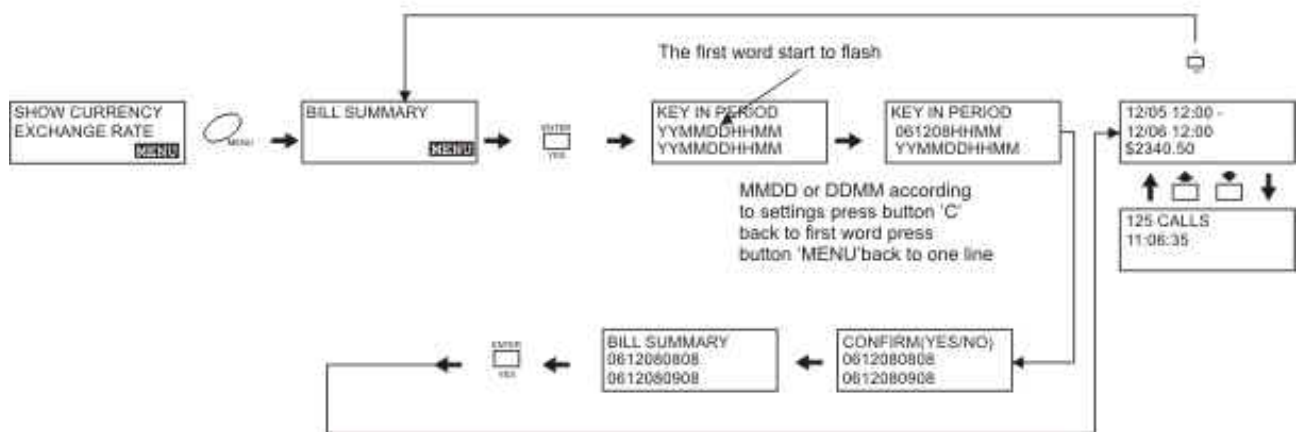 The first word start to flash
SHOW CURRENCY
EXCHANGE RATE
MENU
MENU
BILL SUMMARY
MENU
ENTER
YES
KEY IN PERIOD
YYMMDDHHMM
YYMMDDHHMM
KEY IN PERIOD
061208HHMM
YYMMDDHHMM
12/05 12:00 -
12/06 12:00
$2340.50
MMDD or DDMM according
to settings press button 'C'
back to first word press
button 'MENU'back to one line
125 CALLS
11:06:35
BILL SUMMARY
0612080808
0612080908
CONFIRM(YES/NO)
0612080808
0612080908
ENTER
YES